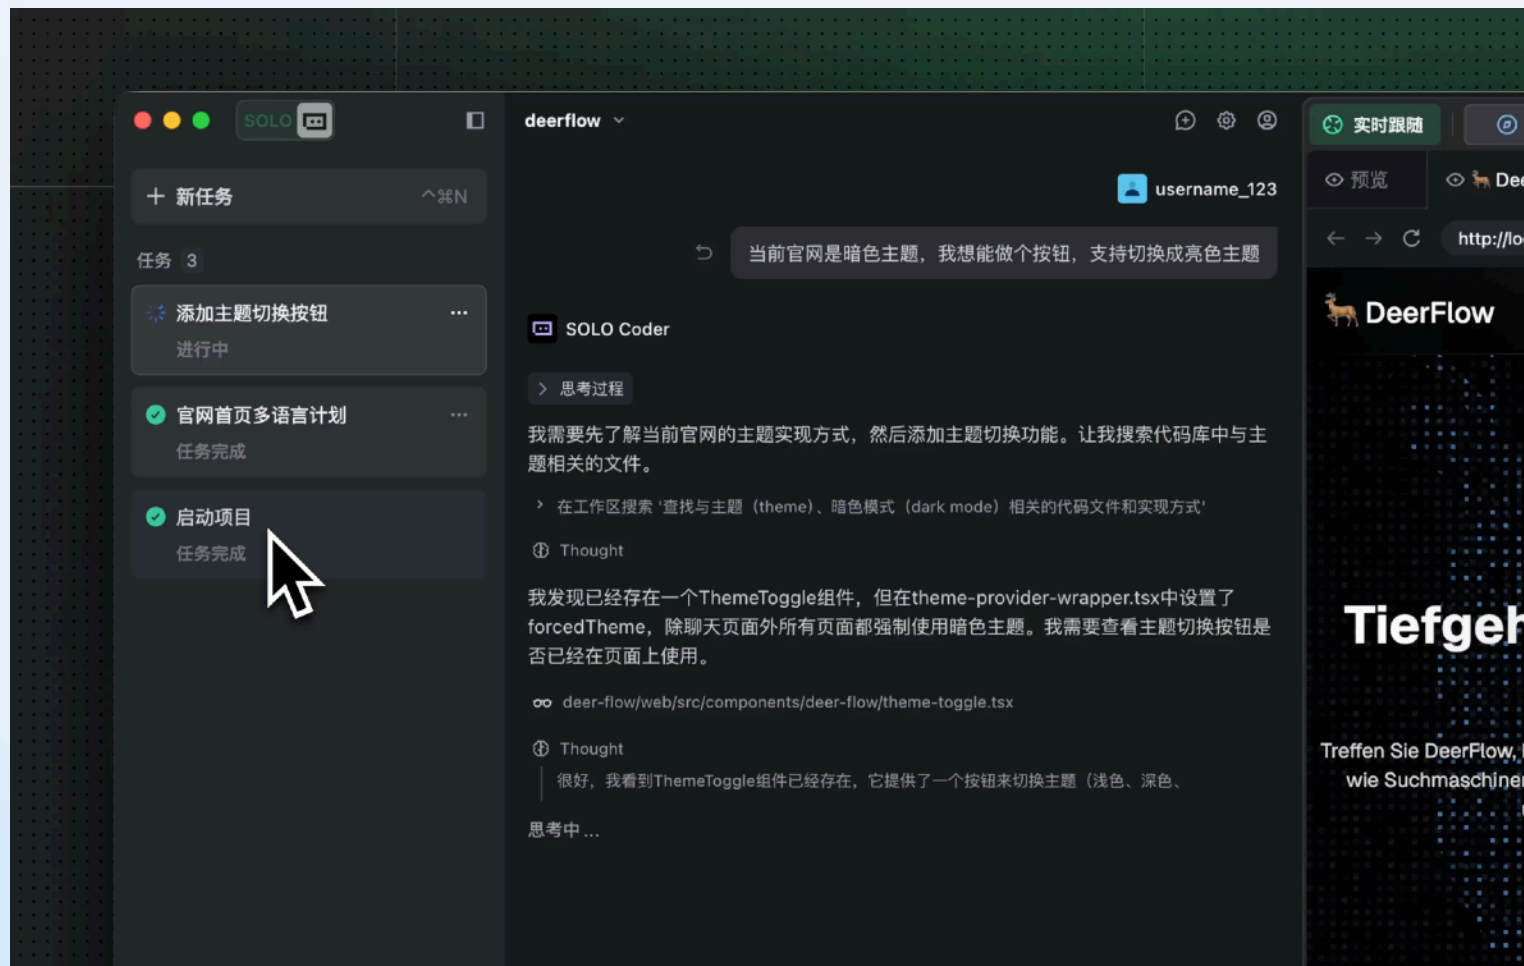 SOLO
新任务
^⌘N
任务 3
添加主题切换按钮
进行中
官网首页多语言计划
任务完成
启动项目
任务完成
deerflow
username_123
当前官网是暗色主题，我想能做个按钮，支持切换成亮色主题
SOLO Coder
思考过程
我需要先了解当前官网的主题实现方式，然后添加主题切换功能。让我搜索代码库中与主
题相关的文件。
在工作区搜索 '查找与主题（theme）、暗色模式（dark mode）相关的代码文件和实现方式'
Thought
我发现已经存在一个ThemeToggle组件，但在theme-provider-wrapper.tsx中设置了
forcedTheme，除聊天页面外所有页面都强制使用暗色主题。我需要查看主题切换按钮是
否已经在页面上使用。
deer-flow/web/src/components/deer-flow/theme-toggle.tsx
Thought
很好，我看到ThemeToggle组件已经存在，它提供了一个按钮来切换主题（浅色、深色、
思考中...
实时跟随
预览
Dee
http://lo
DeerFlow
Tiefgeh
Treffen Sie DeerFlow,
wie Suchmaschinen